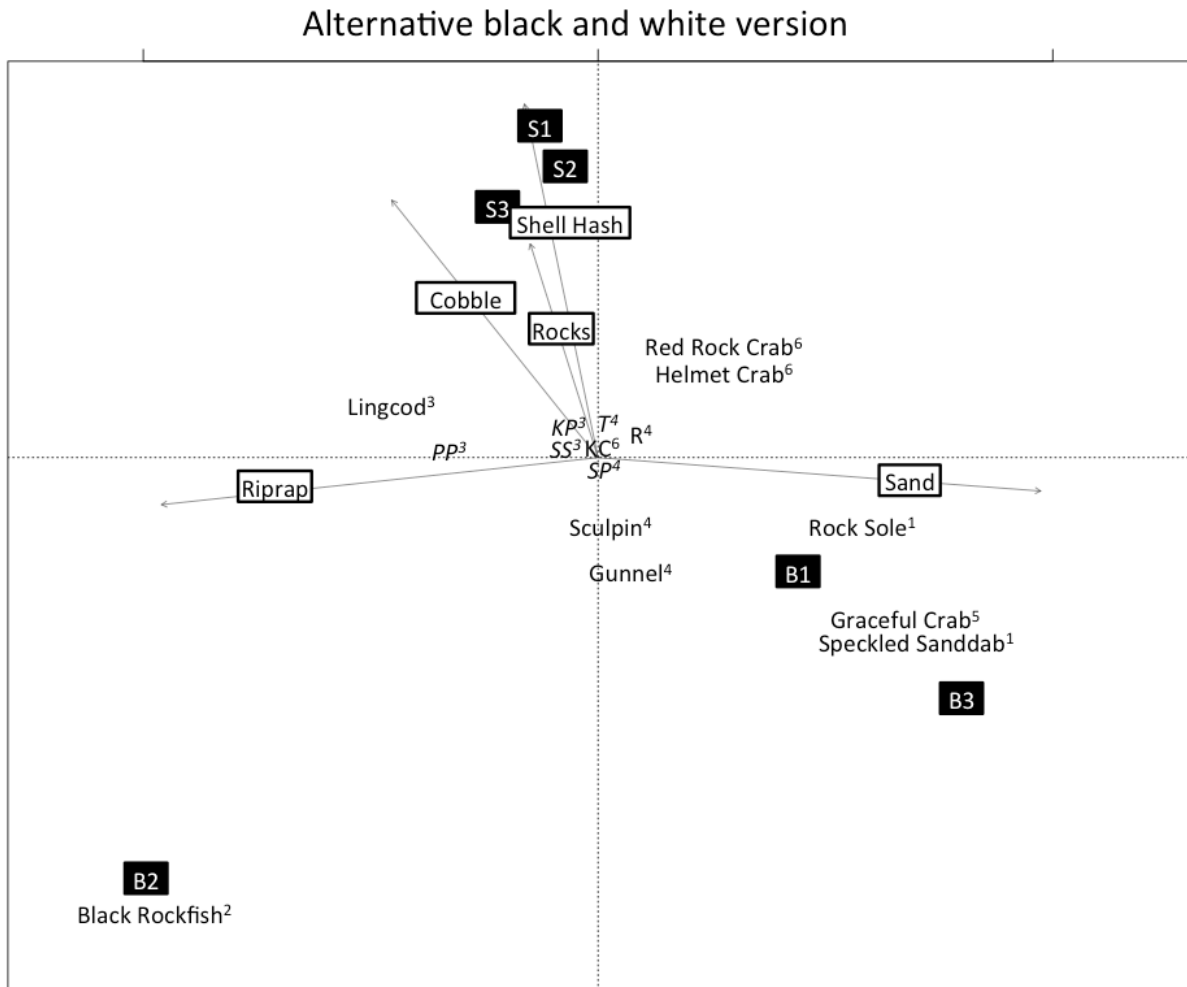 Alternative black and white version
S1
S2
S3
Shell Hash
Cobble
Rocks
Red Rock Crab⁶
Helmet Crab⁶
Lingcod³
KP³ T⁴
R⁴
PP³ SS³ KC⁶
SP⁴
Riprap
Sand
Sculpin⁴ Rock Sole¹
Gunnel⁴ B1
Graceful Crab⁵
Speckled Sanddab¹
B3
B2
Black Rockfish²